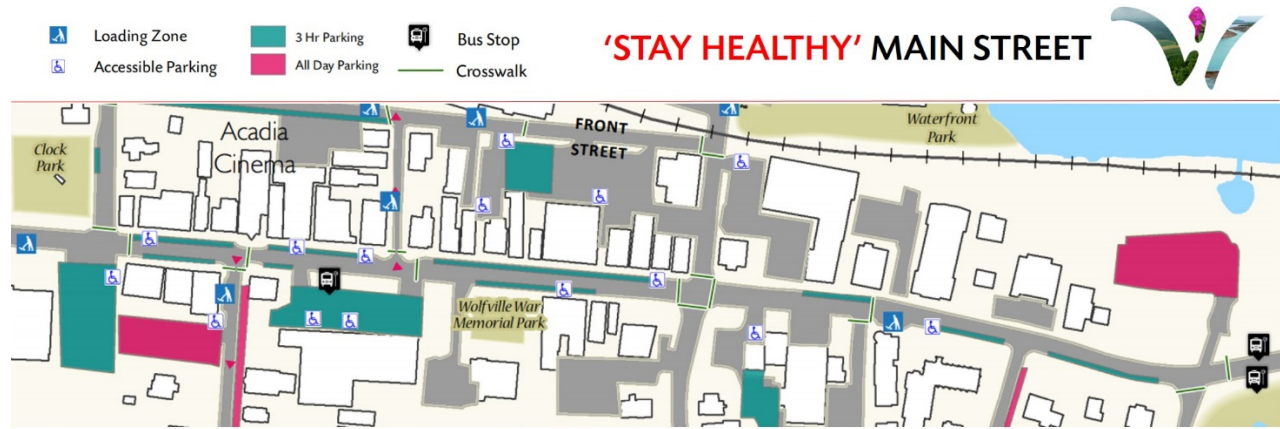 Loading Zone
Accessible Parking
3 Hr Parking
All Day Parking
Bus Stop
Crosswalk
'STAY HEALTHY' MAIN STREET
Clock
Park
Acadia
Cinema
FRONT
STREET
Waterfront
Park
Wolfville War
Memorial Park